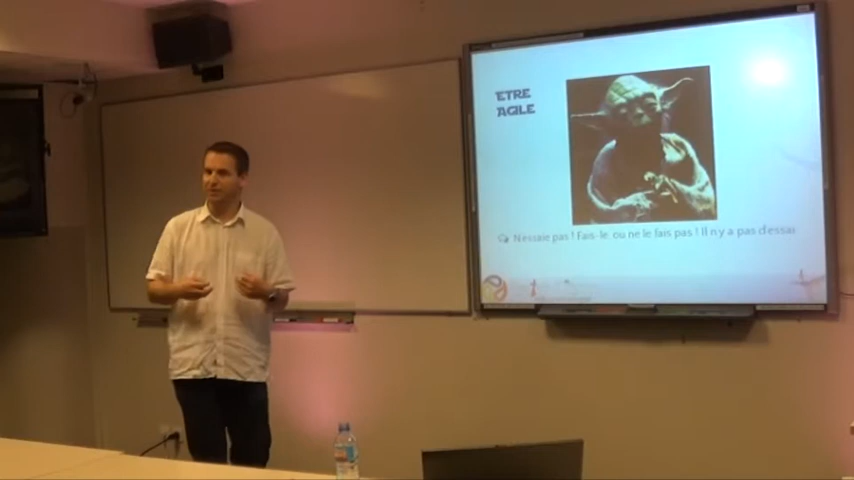 ETRE
AGILE
N'essaie pas ! Fais-le, ou ne le fais pas ! Il n'y a pas d'essai